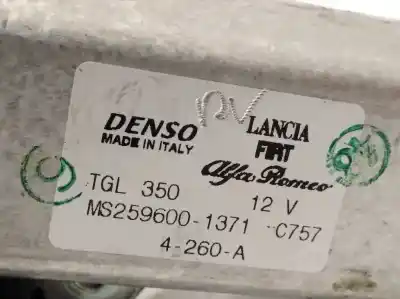 DENSO
MADE IN ITALY
LANCIA
FIAT
Alfa Romeo
TGL 350
12 V
MS259600-1371 C757
4-260-A